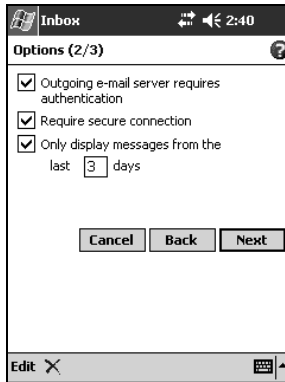 Inbox 2:40
Options (2/3) ?
Outgoing e-mail server requires
authentication
Require secure connection
Only display messages from the
last 3 days
Cancel Back Next
Edit